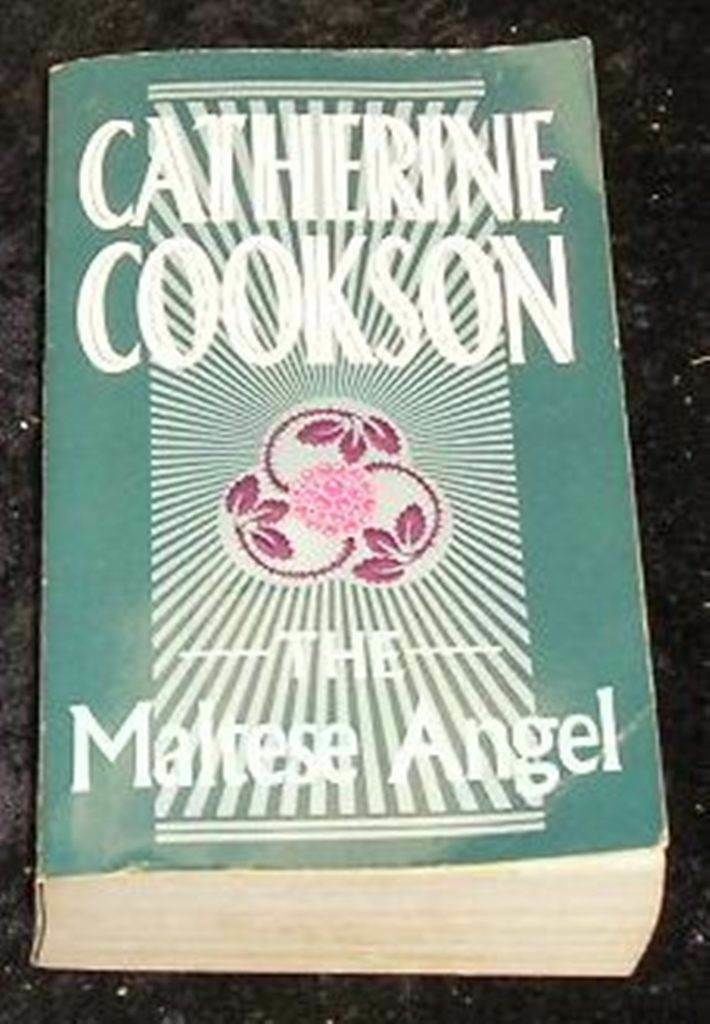 CATHERINE
COOKSON
THE
Maltese Angel